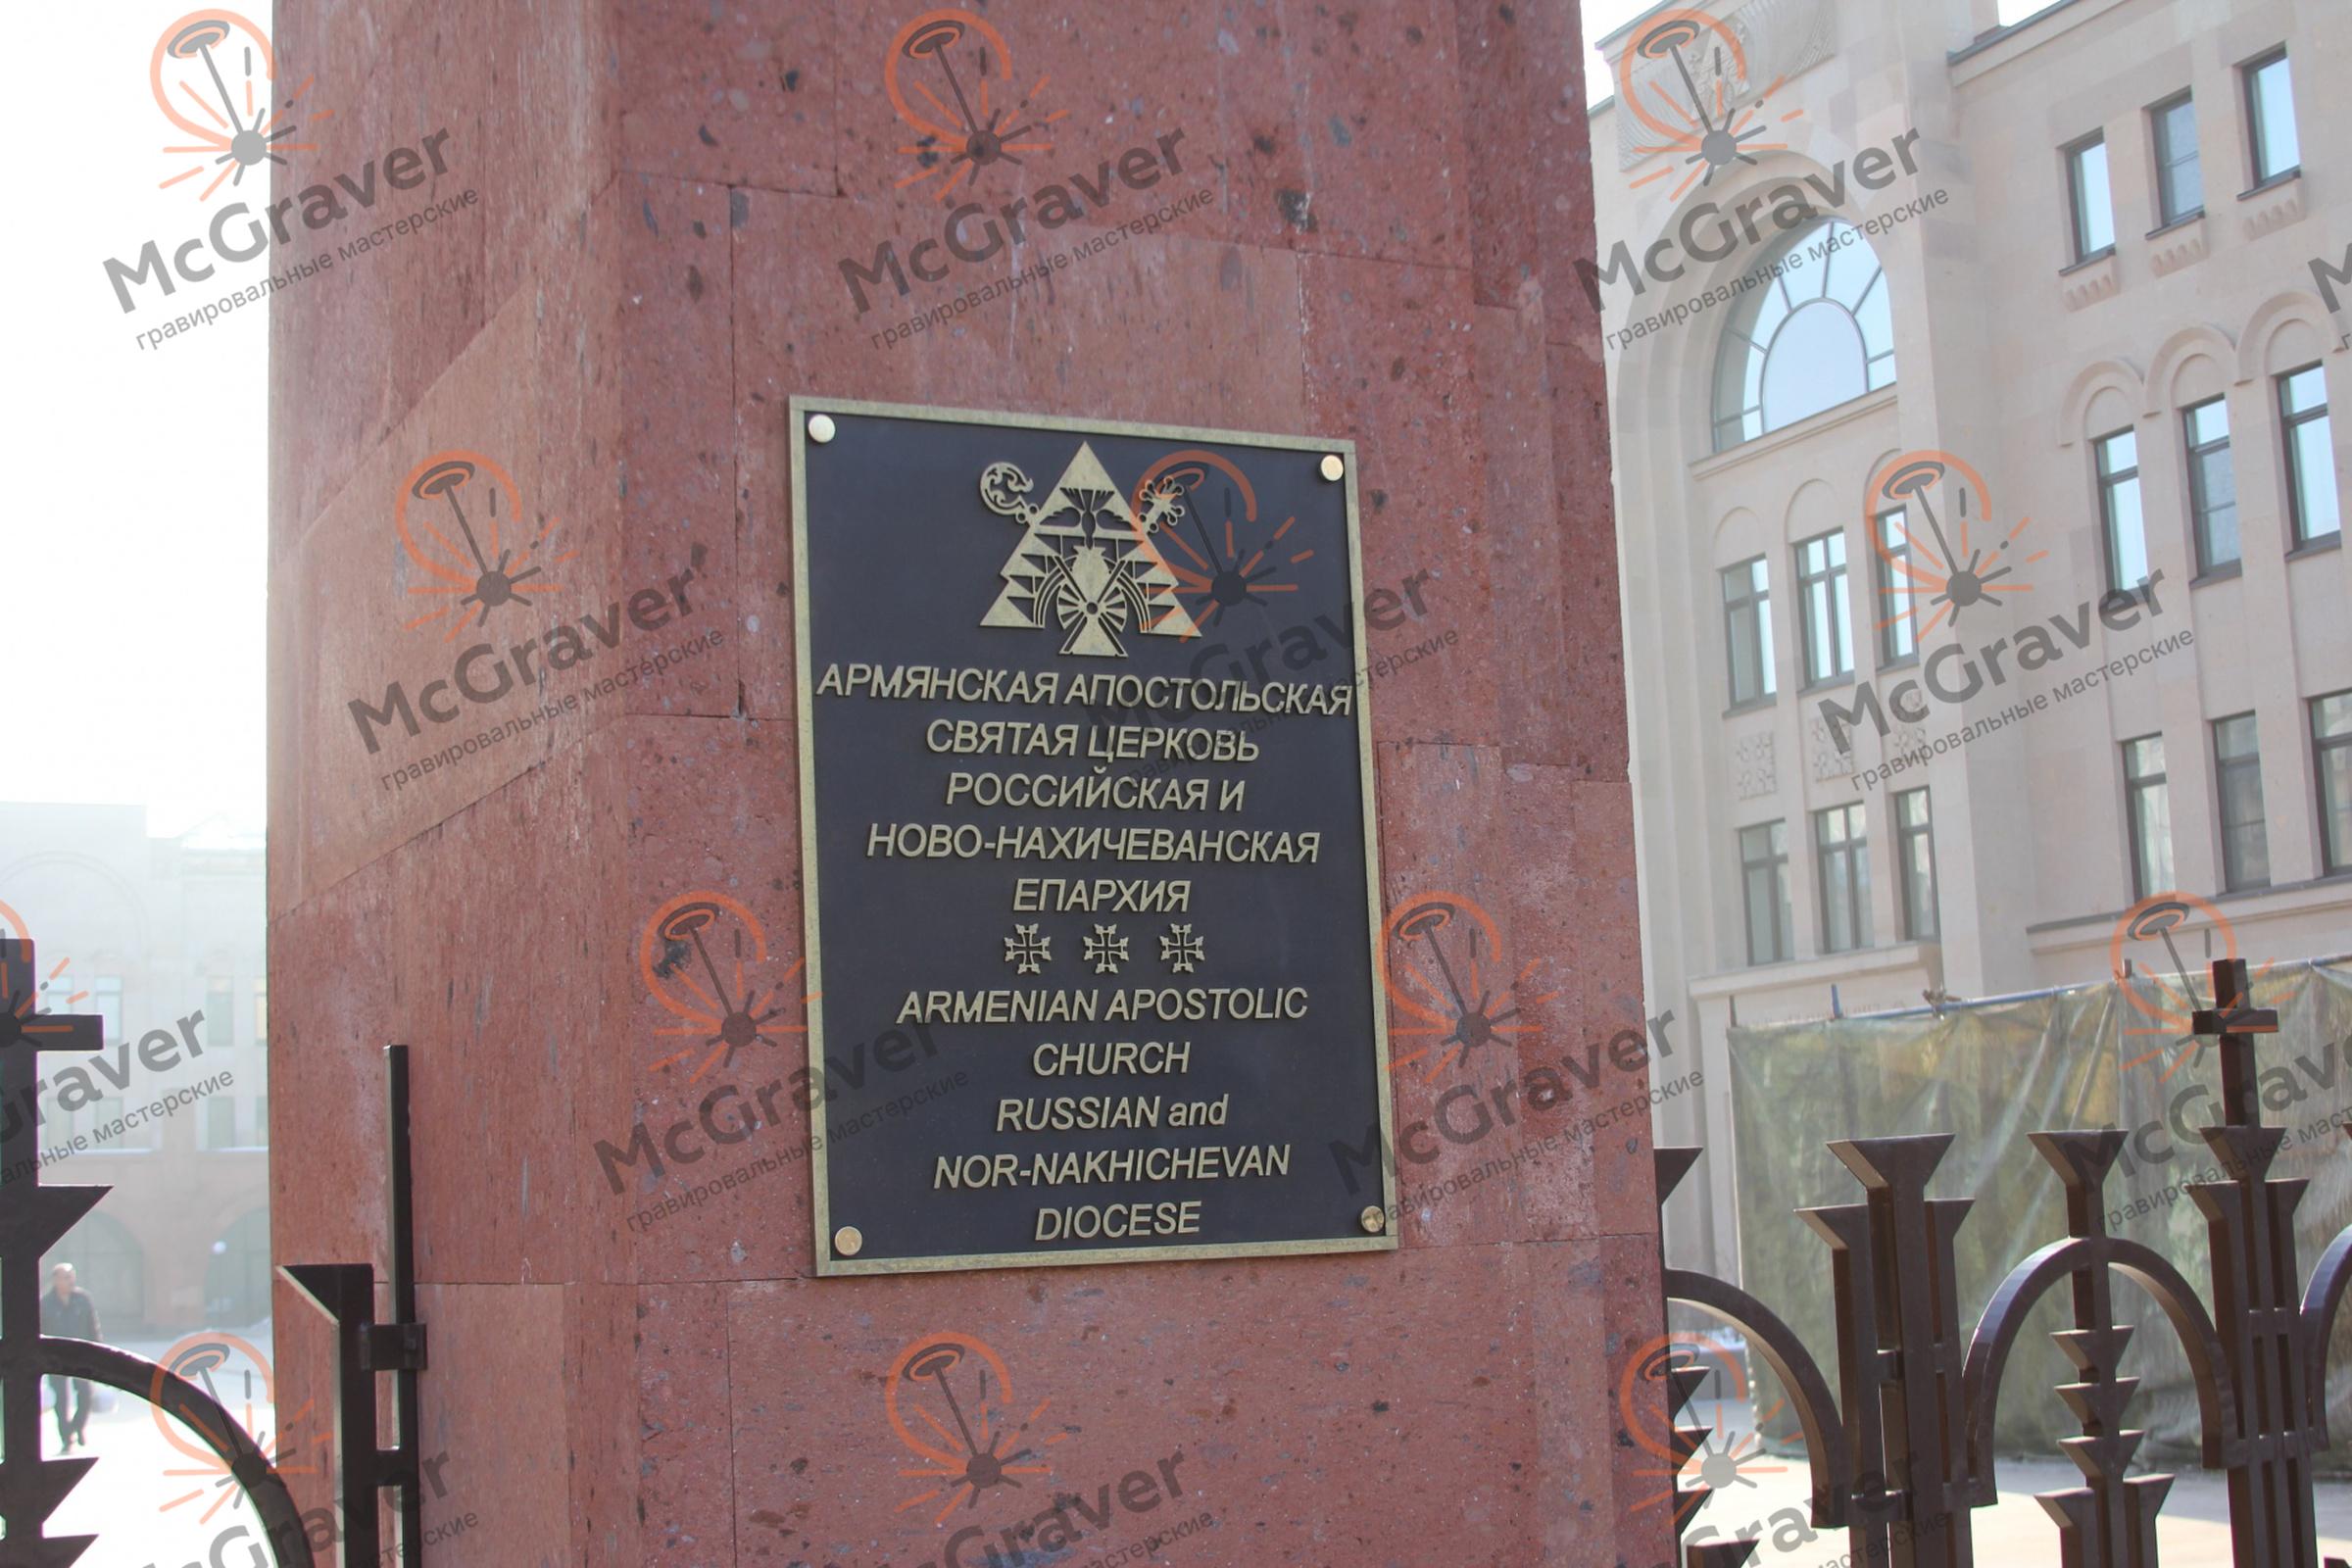 АРМЯНСКАЯ АПОСТОЛЬСКАЯ
СВЯТАЯ ЦЕРКОВЬ
РОССИЙСКАЯ И
НОВО-НАХИЧЕВАНСКАЯ
ЕПАРХИЯ
ARMENIAN APOSTOLIC
CHURCH
RUSSIAN and
NOR-NAKHICHEVAN
DIOCESE
McGraver
гравировальные мастерские